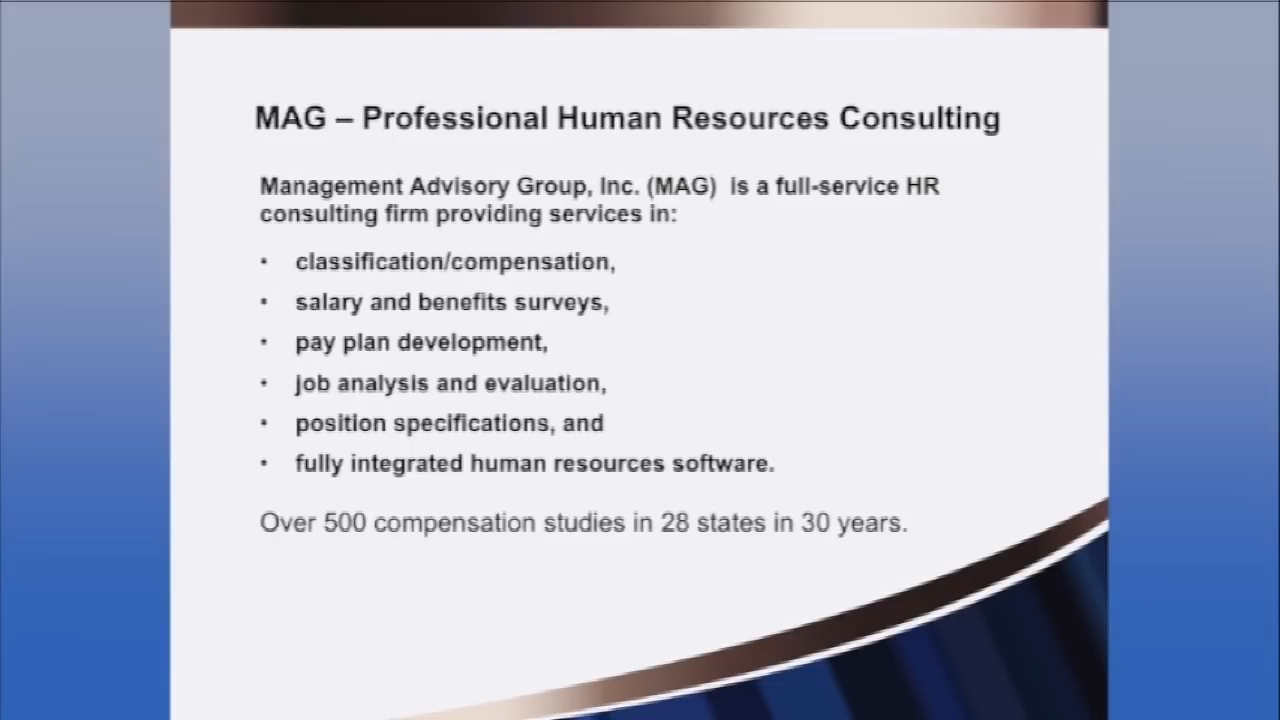 MAG – Professional Human Resources Consulting
Management Advisory Group, Inc. (MAG)  is a full-service HR
consulting firm providing services in:
• classification/compensation,
• salary and benefits surveys,
• pay plan development,
• job analysis and evaluation,
• position specifications, and
• fully integrated human resources software.
Over 500 compensation studies in 28 states in 30 years.